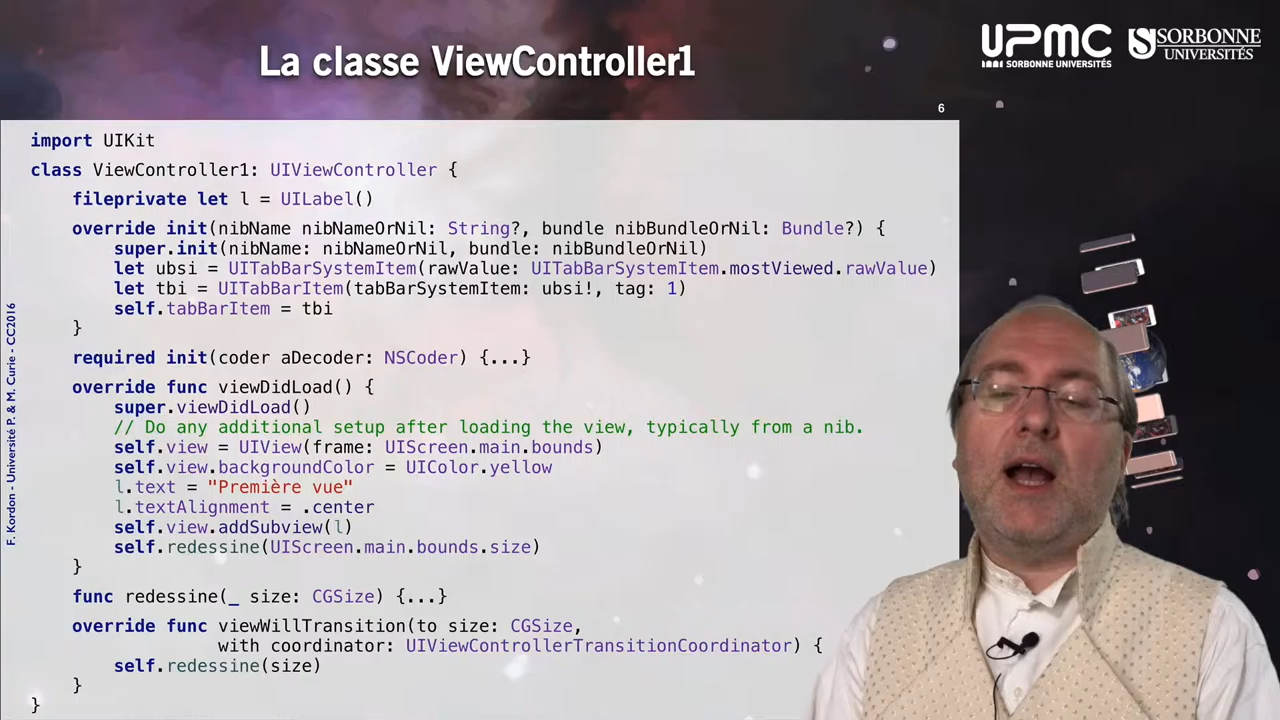 La classe ViewController1
UPMC
SORBONNE UNIVERSITÉS
SORBONNE
UNIVERSITÉS
6
import UIKit
class ViewController1: UIViewController {
fileprivate let l = UILabel()
override init(nibName nibNameOrNil: String?, bundle nibBundleOrNil: Bundle?) {
super.init(nibName: nibNameOrNil, bundle: nibBundleOrNil)
let ubsi = UITabBarSystemItem(rawValue: UITabBarSystemItem.mostViewed.rawValue)
let tbi = UITabBarItem(tabBarSystemItem: ubsi!, tag: 1)
self.tabBarItem = tbi
}
required init(coder aDecoder: NSCoder) {...}
override func viewDidLoad() {
super.viewDidLoad()
// Do any additional setup after loading the view, typically from a nib.
self.view = UIView(frame: UIScreen.main.bounds)
self.view.backgroundColor = UIColor.yellow
l.text = "Première vue"
l.textAlignment = .center
self.view.addSubview(l)
self.redessine(UIScreen.main.bounds.size)
}
func redessine(_ size: CGSize) {...}
override func viewWillTransition(to size: CGSize,
with coordinator: UIViewControllerTransitionCoordinator) {
self.redessine(size)
}
}
F. Kordon - Université P. & M. Curie - CC2016